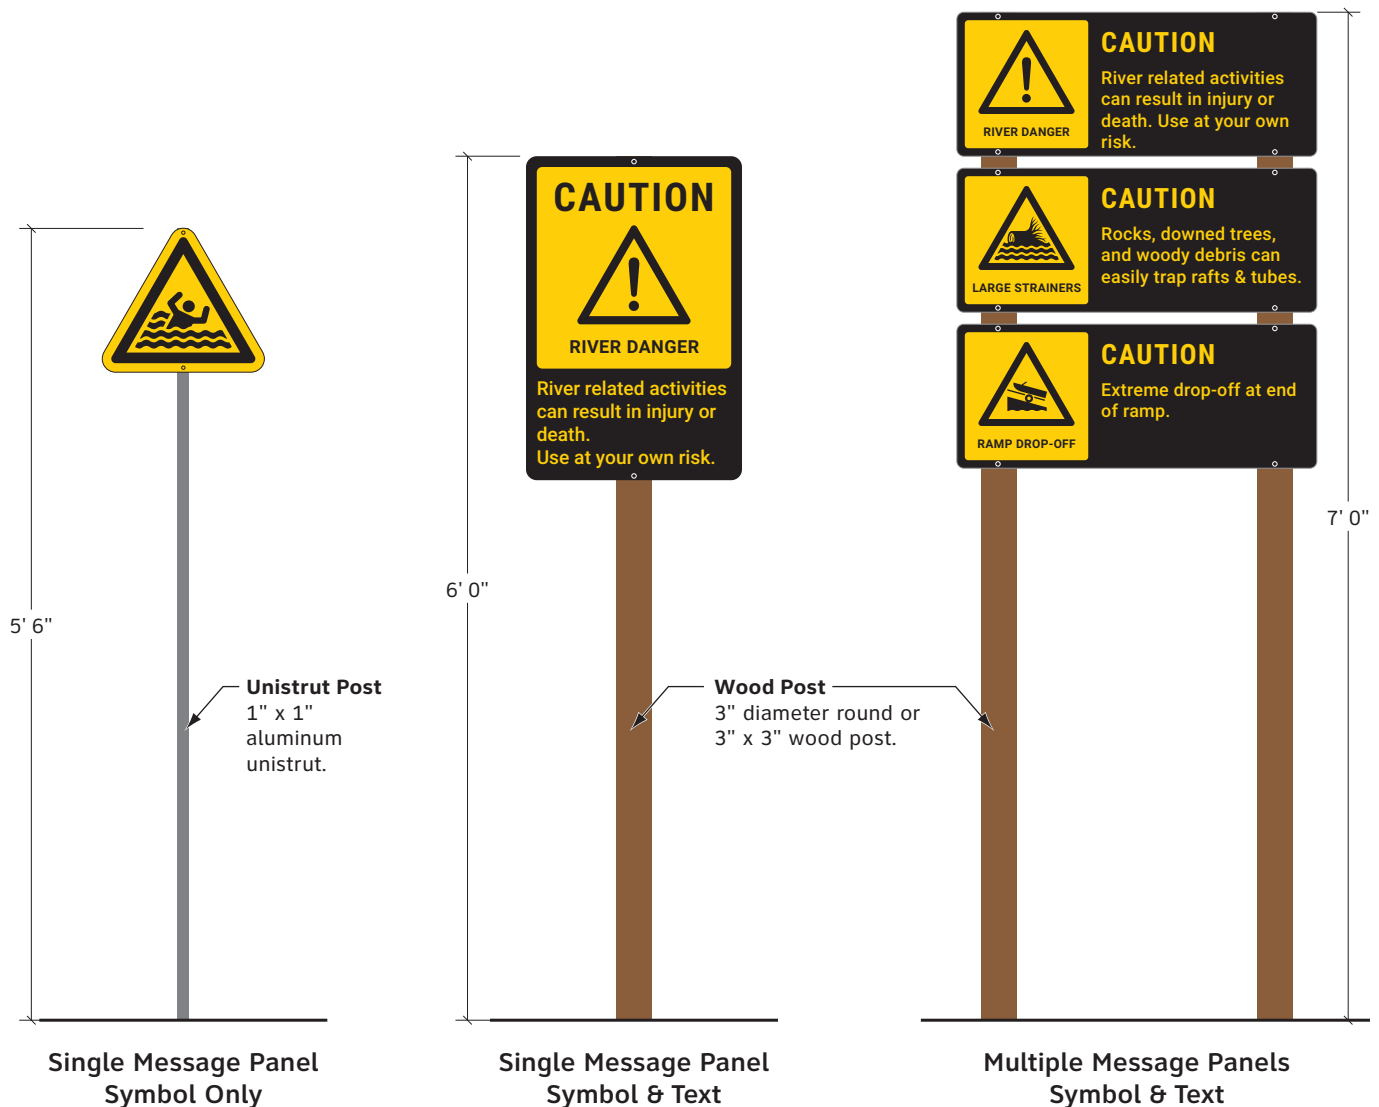 5' 6"
Unistrut Post
1" x 1"
aluminum
unistrut.
Single Message Panel
Symbol Only
6' 0"
CAUTION
RIVER DANGER
River related activities
can result in injury or
death.
Use at your own risk.
Wood Post
3" diameter round or
3" x 3" wood post.
Single Message Panel
Symbol & Text
RIVER DANGER
CAUTION
River related activities
can result in injury or
death. Use at your own
risk.
LARGE STRAINERS
CAUTION
Rocks, downed trees,
and woody debris can
easily trap rafts & tubes.
RAMP DROP-OFF
CAUTION
Extreme drop-off at end
of ramp.
7' 0"
Multiple Message Panels
Symbol & Text